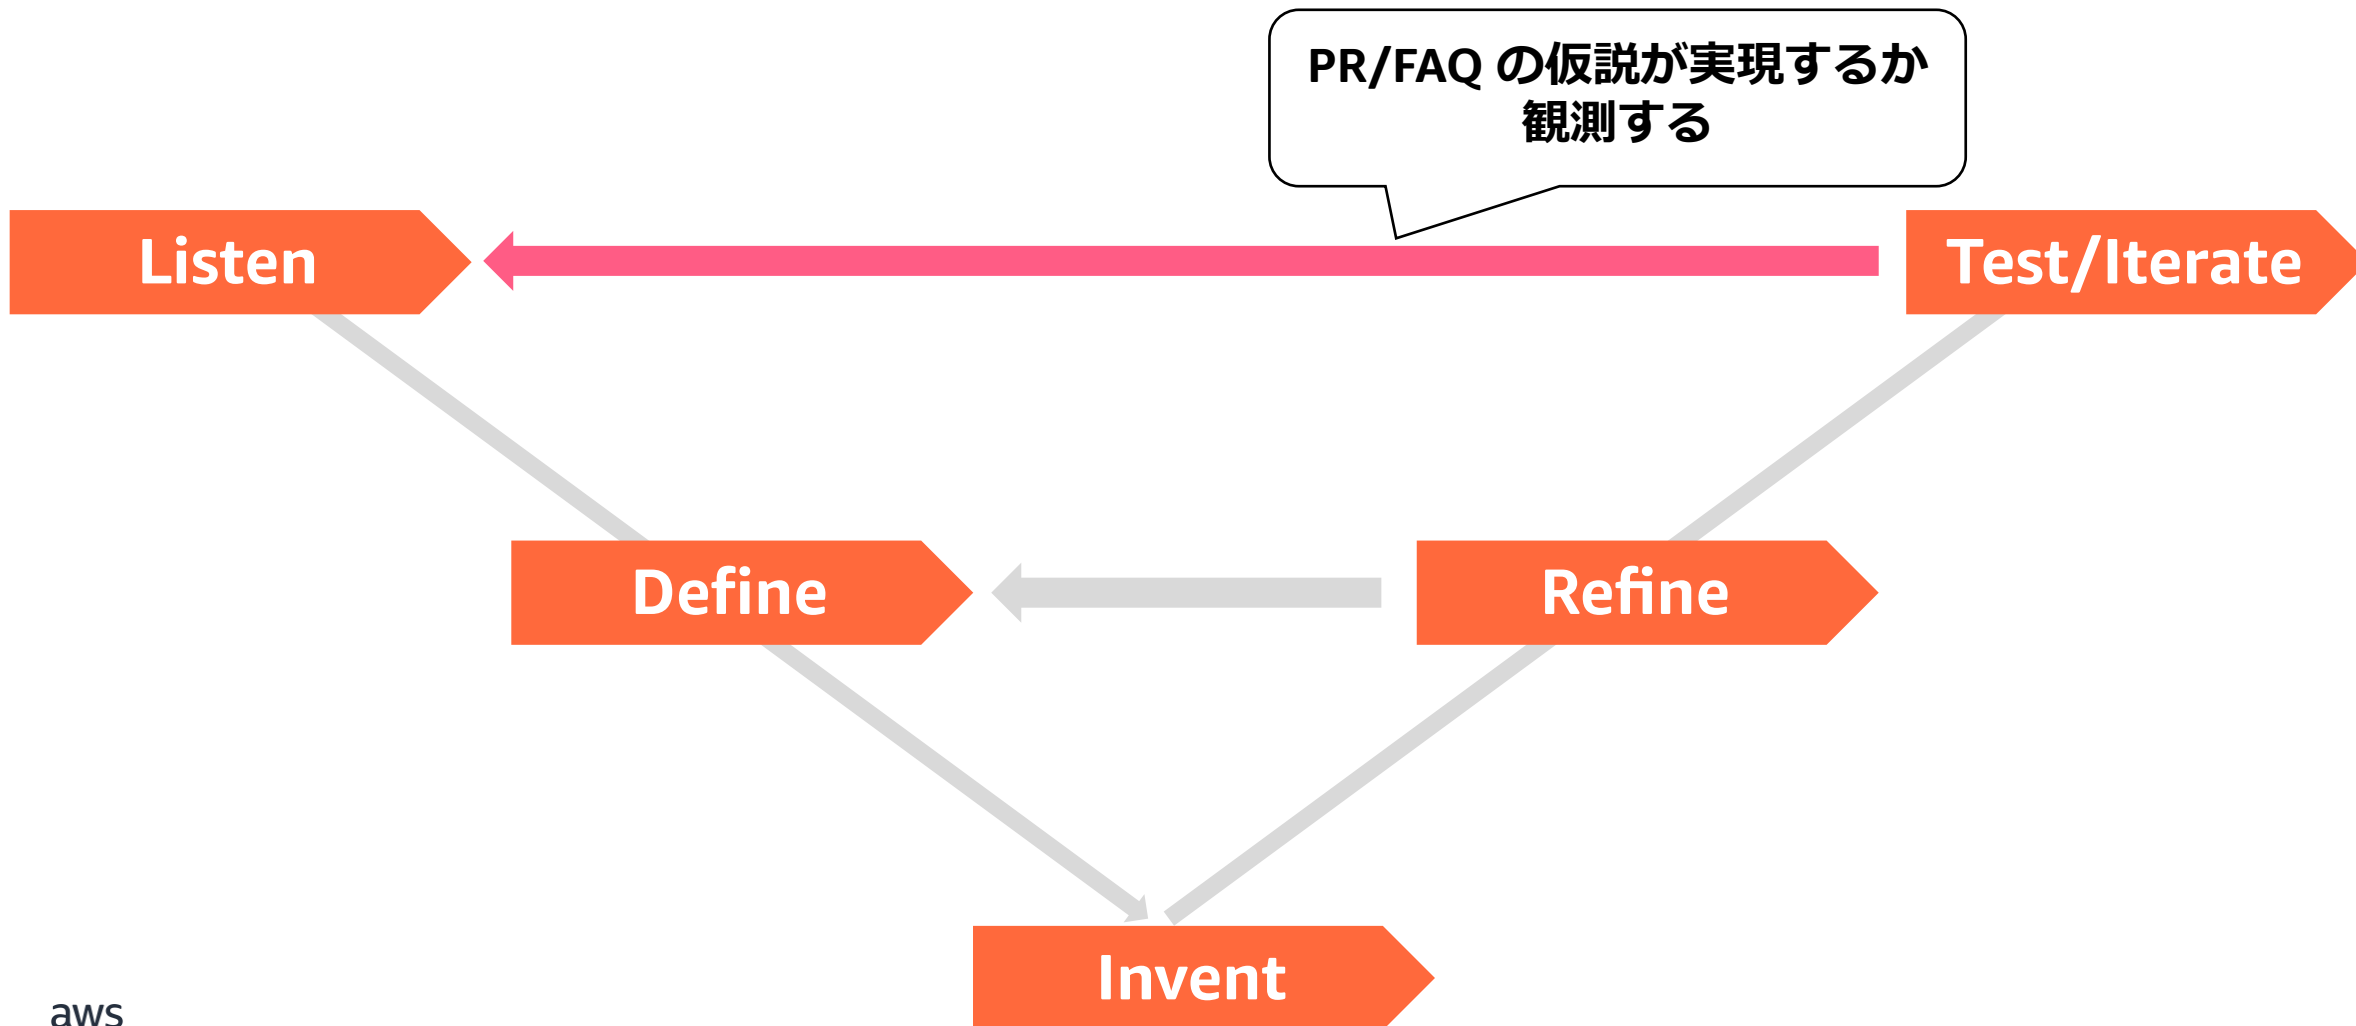 PR/FAQ の仮説が実現するか
観測する
Listen
Test/Iterate
Define
Refine
Invent
aws